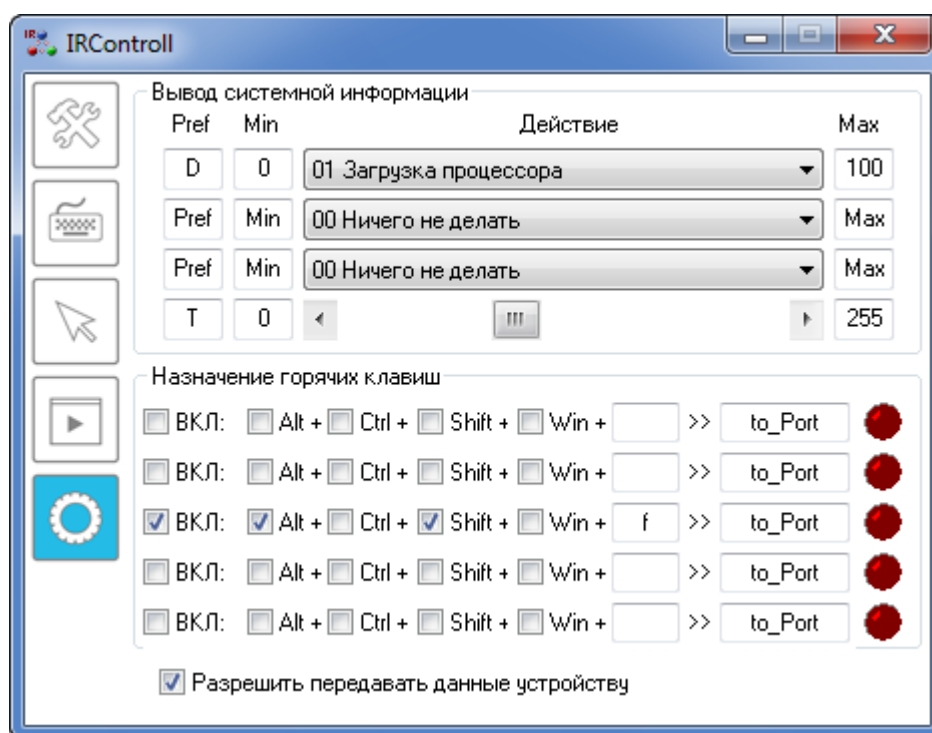 IRControll
Вывод системной информации
Pref Min Действие Max
D 0 01 Загрузка процессора 100
Pref Min 00 Ничего не делать Max
Pref Min 00 Ничего не делать Max
T 0 255
Назначение горячих клавиш
ВКЛ: Alt + Ctrl + Shift + Win + >> to_Port
ВКЛ: Alt + Ctrl + Shift + Win + >> to_Port
ВКЛ: Alt + Ctrl + Shift + Win + f >> to_Port
ВКЛ: Alt + Ctrl + Shift + Win + >> to_Port
ВКЛ: Alt + Ctrl + Shift + Win + >> to_Port
Разрешить передавать данные устройству